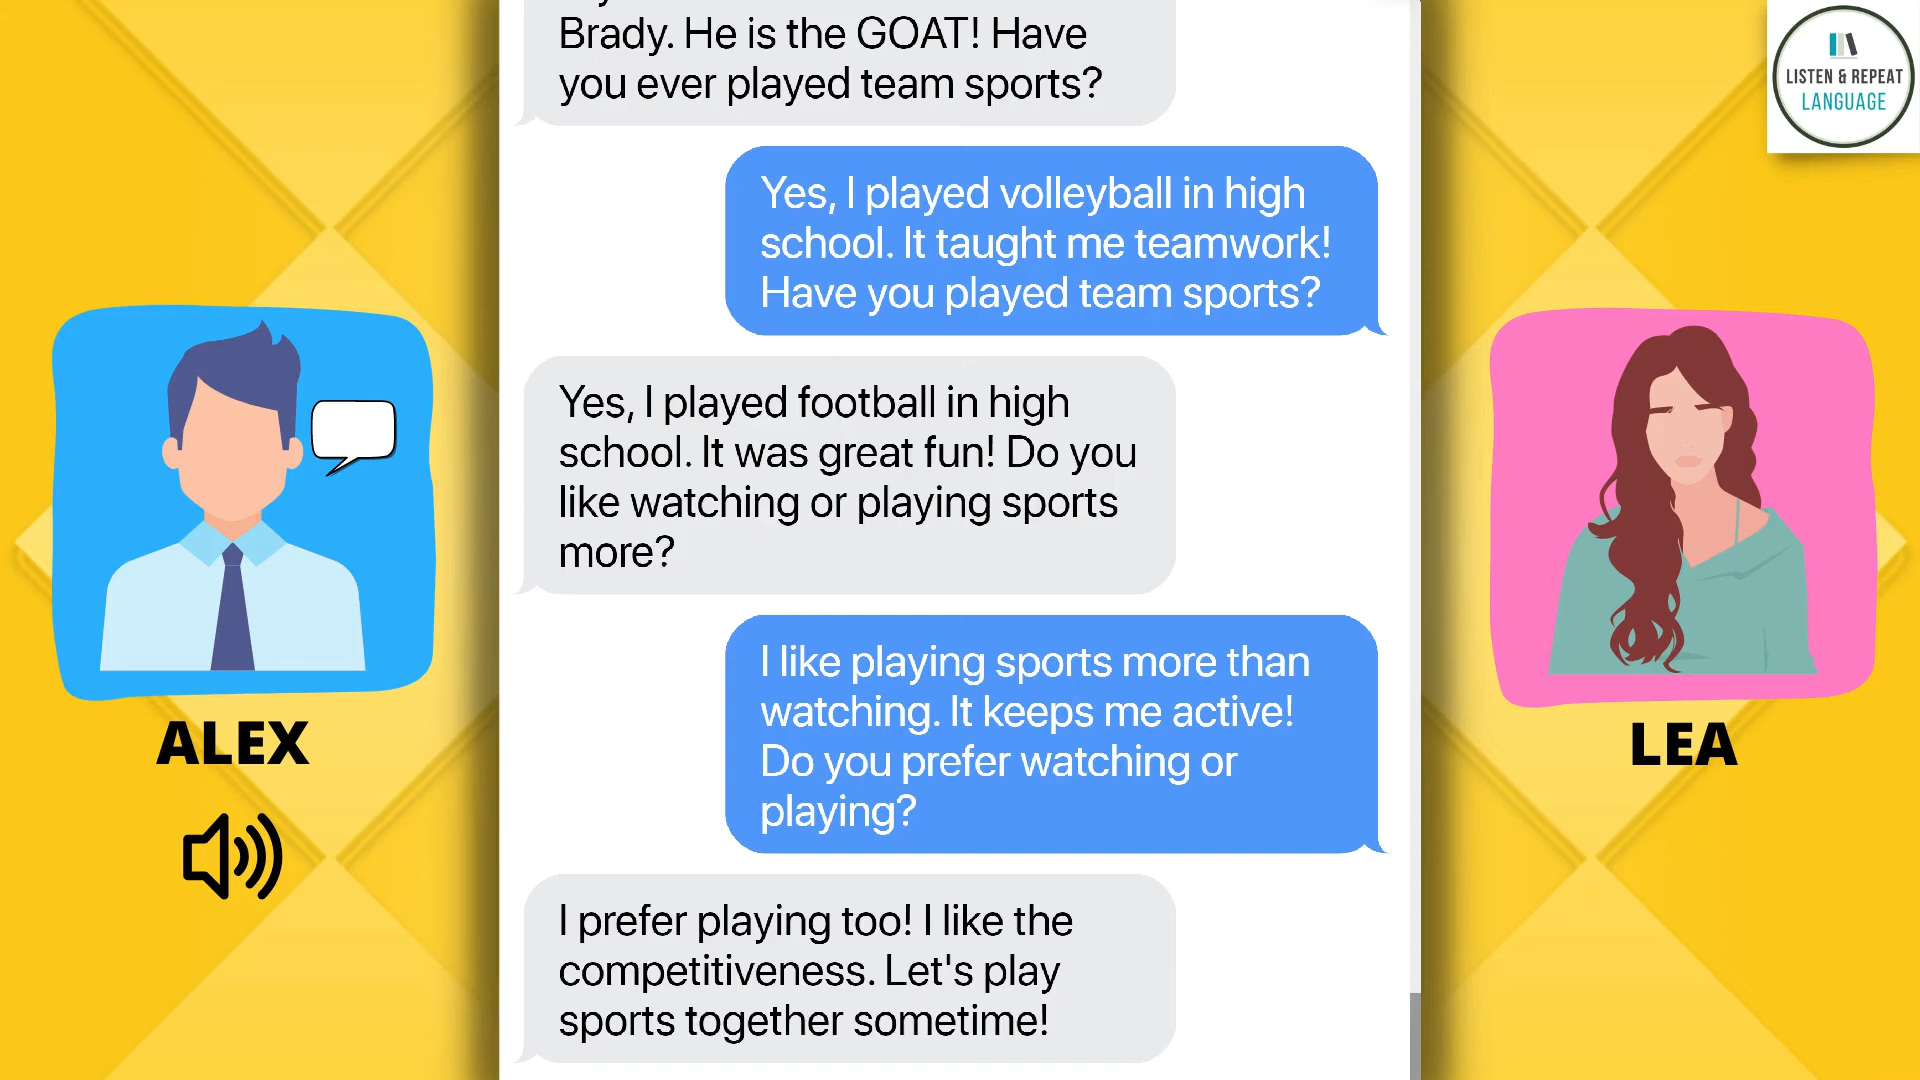 Brady. He is the GOAT! Have
you ever played team sports?
Yes, I played volleyball in high
school. It taught me teamwork!
Have you played team sports?
Yes, I played football in high
school. It was great fun! Do you
like watching or playing sports
more?
I like playing sports more than
watching. It keeps me active!
Do you prefer watching or
playing?
I prefer playing too! I like the
competitiveness. Let's play
sports together sometime!
ALEX
LEA
LISTEN & REPEAT
LANGUAGE